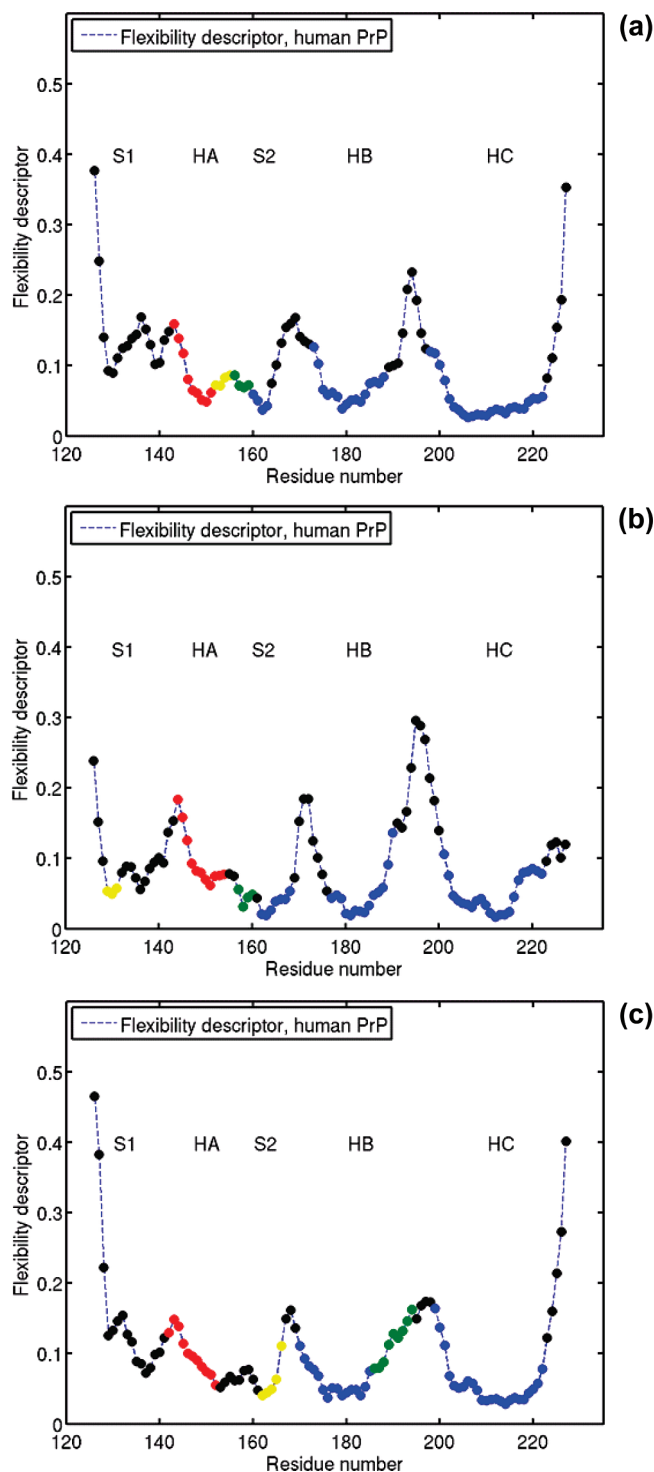 (a)
Flexibility descriptor, human PrP
0.5
0.4
0.3
0.2
0.1
0
S1 HA S2 HB HC
Flexibility descriptor
120 140 160 180 200 220
Residue number
(b)
Flexibility descriptor, human PrP
0.5
0.4
0.3
0.2
0.1
0
S1 HA S2 HB HC
Flexibility descriptor
120 140 160 180 200 220
Residue number
(c)
Flexibility descriptor, human PrP
0.5
0.4
0.3
0.2
0.1
0
S1 HA S2 HB HC
Flexibility descriptor
120 140 160 180 200 220
Residue number